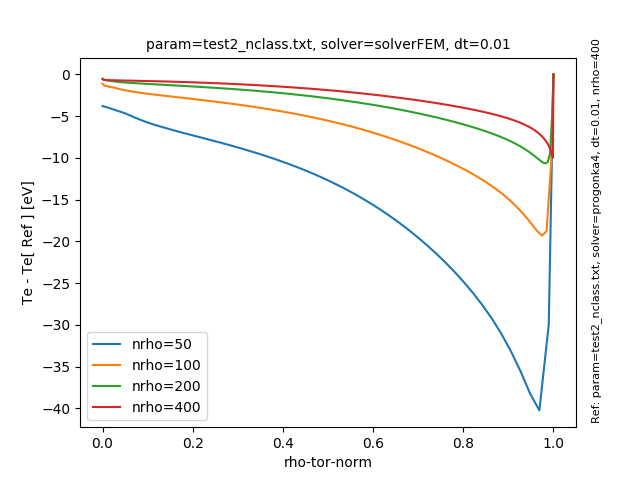 param=test2_nclass.txt, solver=solverFEM, dt=0.01
Te - Te[ Ref ] [eV]
0
−5
−10
−15
−20
−25
−30
−35
−40
nrho=50
nrho=100
nrho=200
nrho=400
0.0 0.2 0.4 0.6 0.8 1.0
rho-tor-norm
Ref: param=test2_nclass.txt, solver=progonka4, dt=0.01, nrho=400